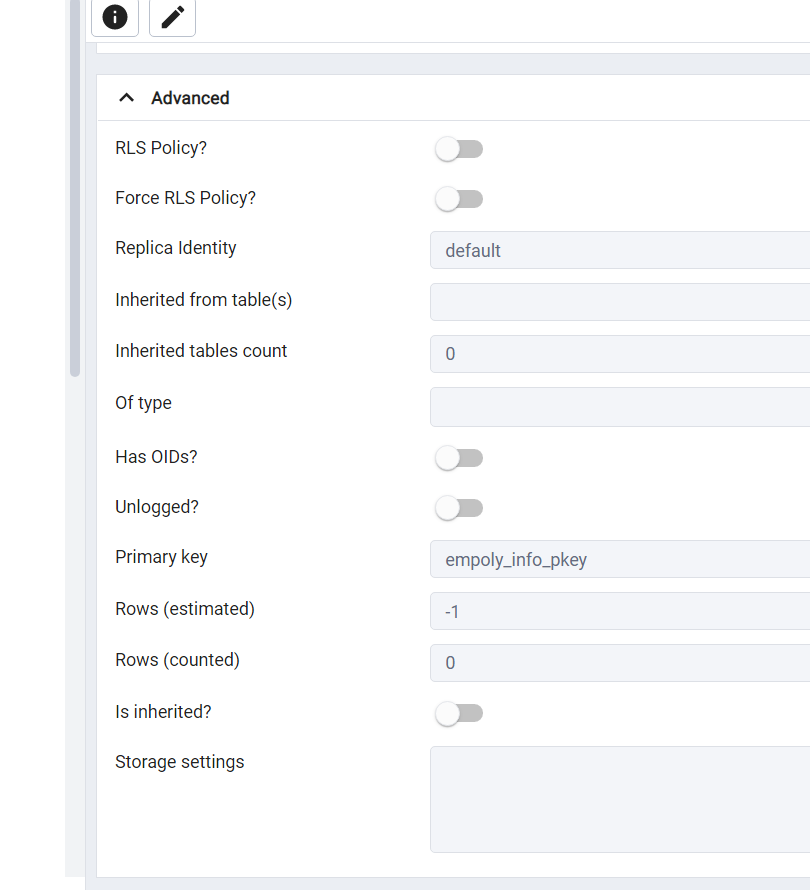 Advanced
RLS Policy?
Force RLS Policy?
Replica Identity
default
Inherited from table(s)
Inherited tables count
0
Of type
Has OIDs?
Unlogged?
Primary key
empoly_info_pkey
Rows (estimated)
-1
Rows (counted)
0
Is inherited?
Storage settings